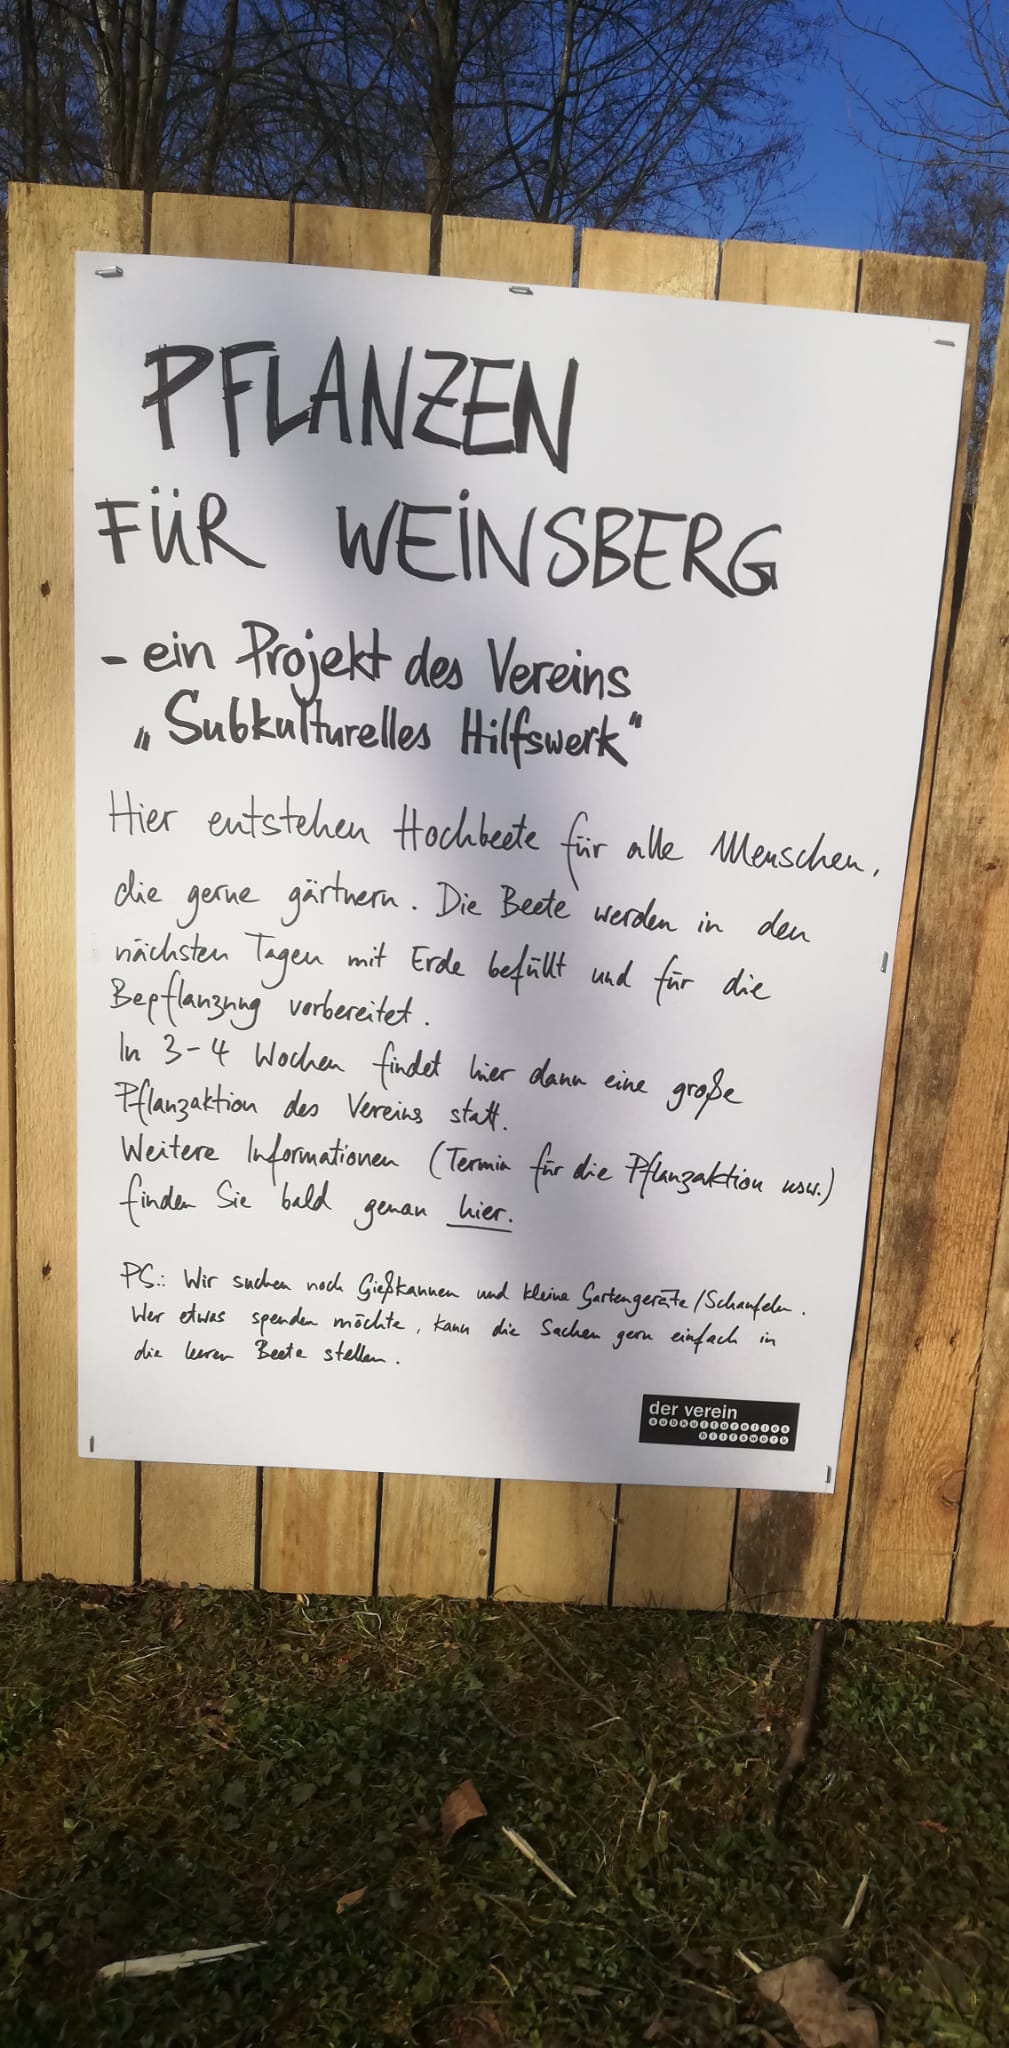 PFLANZEN
FÜR WEINSBERG
- ein Projekt des Vereins
„Subkulturelles Hilfswerk“
Hier entstehen Hochbeete für alle Menschen,
die gerne gärtnern. Die Beete werden in den
nächsten Tagen mit Erde befüllt und für die
Bepflanzung vorbereitet.
In 3-4 Wochen findet hier dann eine große
Pflanzaktion des Vereins statt.
Weitere Informationen (Termin für die Pflanzaktion usw.)
finden Sie bald genau hier.
PS.: Wir suchen noch Gießkannen und kleine Gartengeräte/Schaufeln.
Wer etwas spenden möchte, kann die Sachen gern einfach in
die leeren Beete stellen.
der verein
subkulturelles
hilfswerk